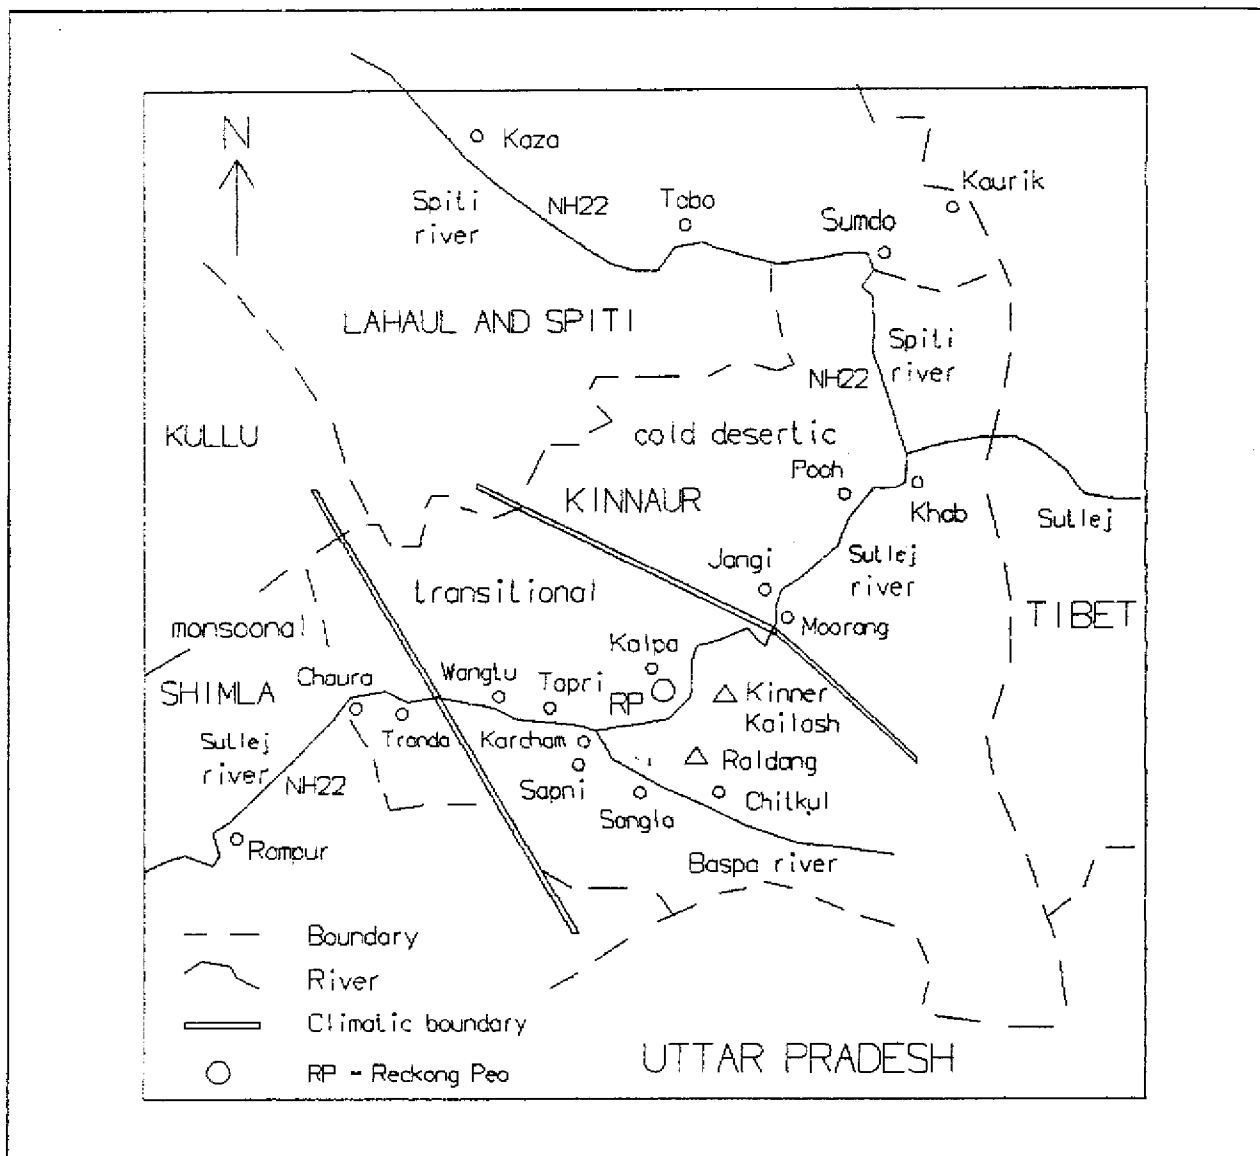 N
Kaza
Kaurik
Spiti
river
NH22
Tabo
Sumdo
LAHAUL AND SPITI
Spiti
river
NH22
KULLU
cold desertic
Pooh
KINNAUR
Khab
Sutlej
Jangi
Sutlej
river
transitional
TIBET
monsoonal
Moorang
Kalpa
Chaura
Wangtu
Tapri
RP
SHIMLA
Kinner
Kailash
Sutlej
river
Tranda
Karcham
NH22
Raldang
Sapni
Sangla
Chitkul
Rampur
Baspa river
Boundary
River
Climatic boundary
UTTAR PRADESH
RP - Reckong Peo